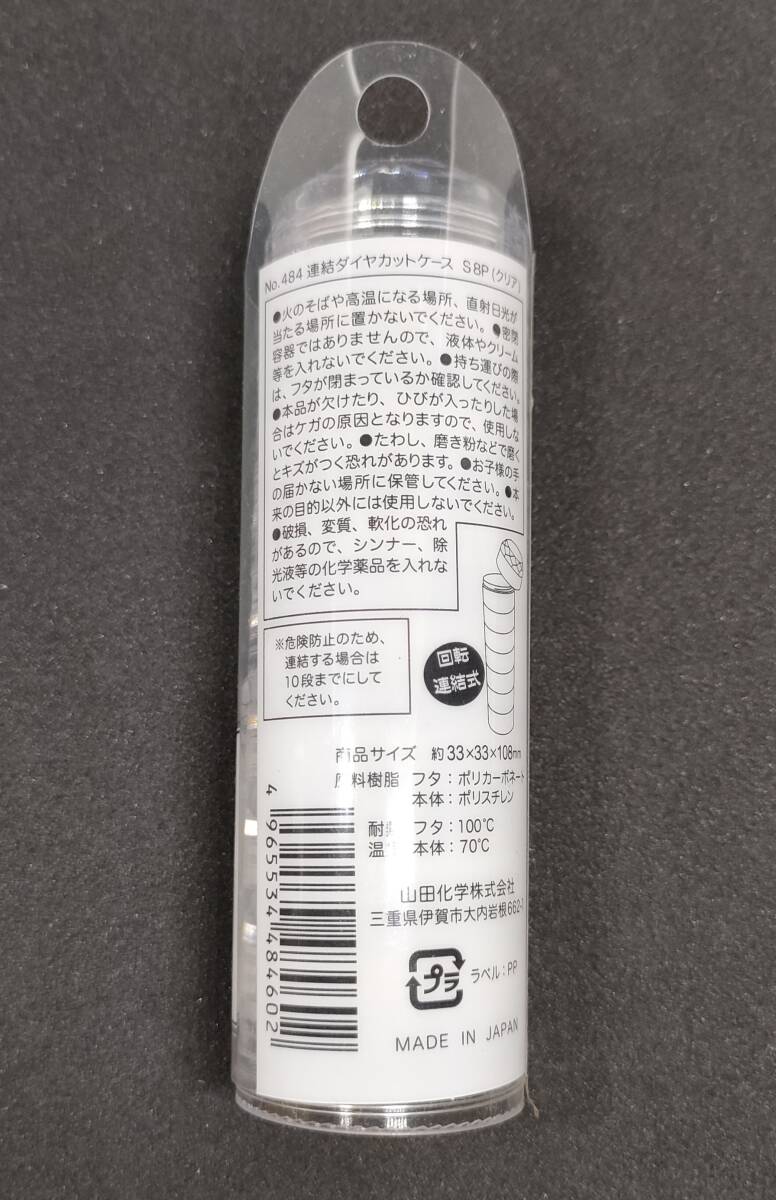 No.484 連結ダイヤカットケース S8P(クリア)
●火のそばや高温になる場所、直射日光が
当たる場所に置かないでください。●密閉
容器ではありませんので、液体やクリーム
等を入れないでください。●持ち運びの際
は、フタが閉まっているか確認してください。
●本品が欠けたり、ひびが入ったりした場
合はケガの原因となりますので、使用しな
いでください。●たわし、磨き粉などで磨く
とキズがつく恐れがあります。●お子様の手
の届かない場所に保管してください。●本
来の目的以外には使用しないでください。
●破損、変質、軟化の恐れ
があるので、シンナー、除
光液等の化学薬品を入れな
いでください。
※危険防止のため、
連結する場合は
10段までにして
ください。
回転
連結式
商品サイズ 約33×33×108mm
原料樹脂 フタ:ポリカーボネート
本体:ポリスチレン
耐熱 フタ:100℃
温度 本体:70℃
山田化学株式会社
三重県伊賀市大内岩根662-1
プラ
ラベル:PP
MADE IN JAPAN
4 965534 484602